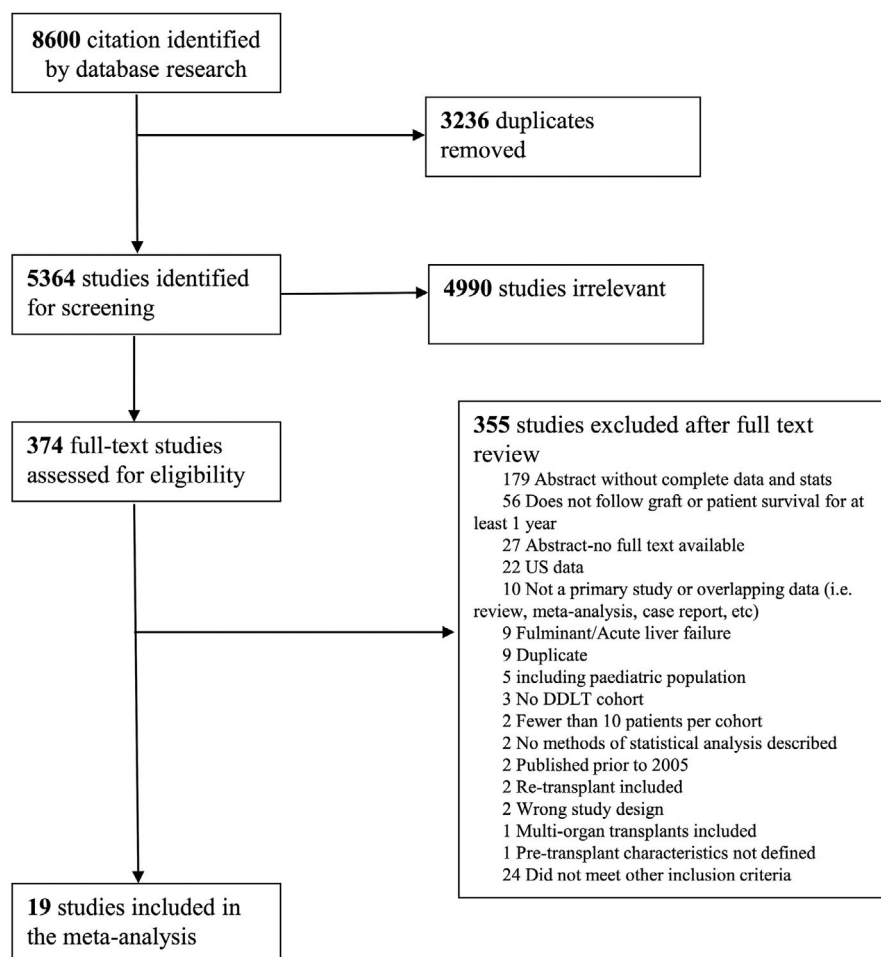 8600 citation identified
by database research
3236 duplicates
removed
5364 studies identified
for screening
4990 studies irrelevant
374 full-text studies
assessed for eligibility
355 studies excluded after full text
review
179 Abstract without complete data and stats
56 Does not follow graft or patient survival for at
least 1 year
27 Abstract-no full text available
22 US data
10 Not a primary study or overlapping data (i.e.
review, meta-analysis, case report, etc)
9 Fulminant/Acute liver failure
9 Duplicate
5 including paediatric population
3 No DDLT cohort
2 Fewer than 10 patients per cohort
2 No methods of statistical analysis described
2 Published prior to 2005
2 Re-transplant included
2 Wrong study design
1 Multi-organ transplants included
1 Pre-transplant characteristics not defined
24 Did not meet other inclusion criteria
19 studies included in
the meta-analysis